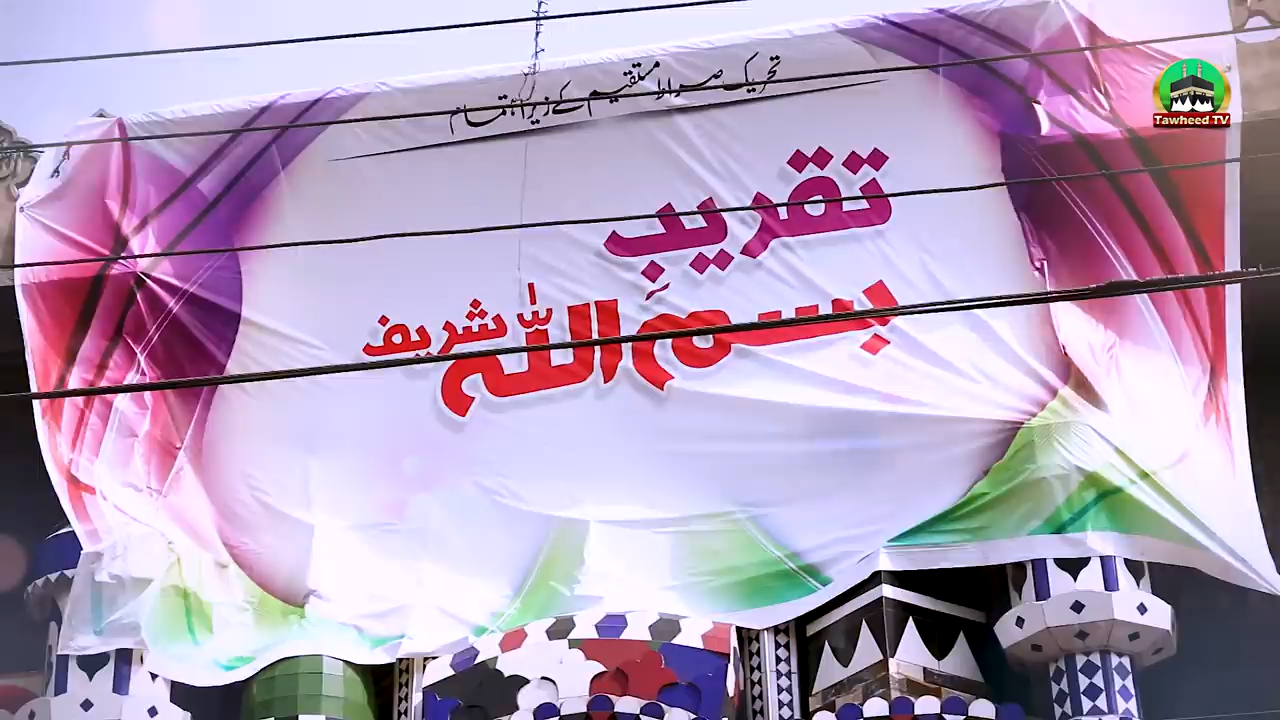 تحریک صراط مستقیم کے زیر اہتمام
Tawheed TV
تقریبِ
بسم اللہ شریف